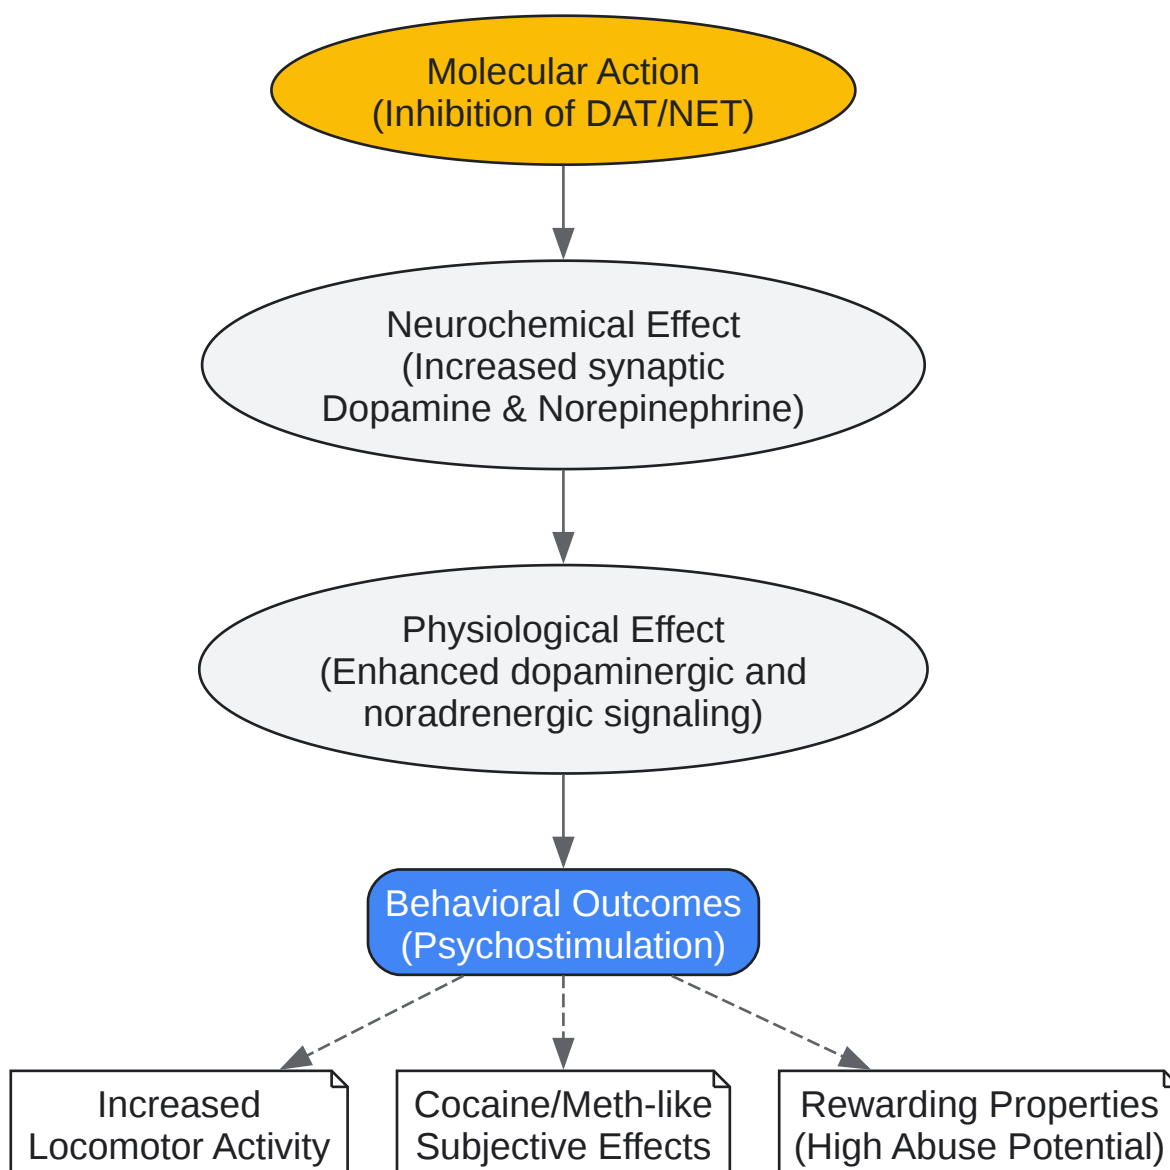 Molecular Action
(Inhibition of DAT/NET)
Neurochemical Effect
(Increased synaptic
Dopamine & Norepinephrine)
Physiological Effect
(Enhanced dopaminergic and
noradrenergic signaling)
Behavioral Outcomes
(Psychostimulation)
Increased
Locomotor Activity
Cocaine/Meth-like
Subjective Effects
Rewarding Properties
(High Abuse Potential)